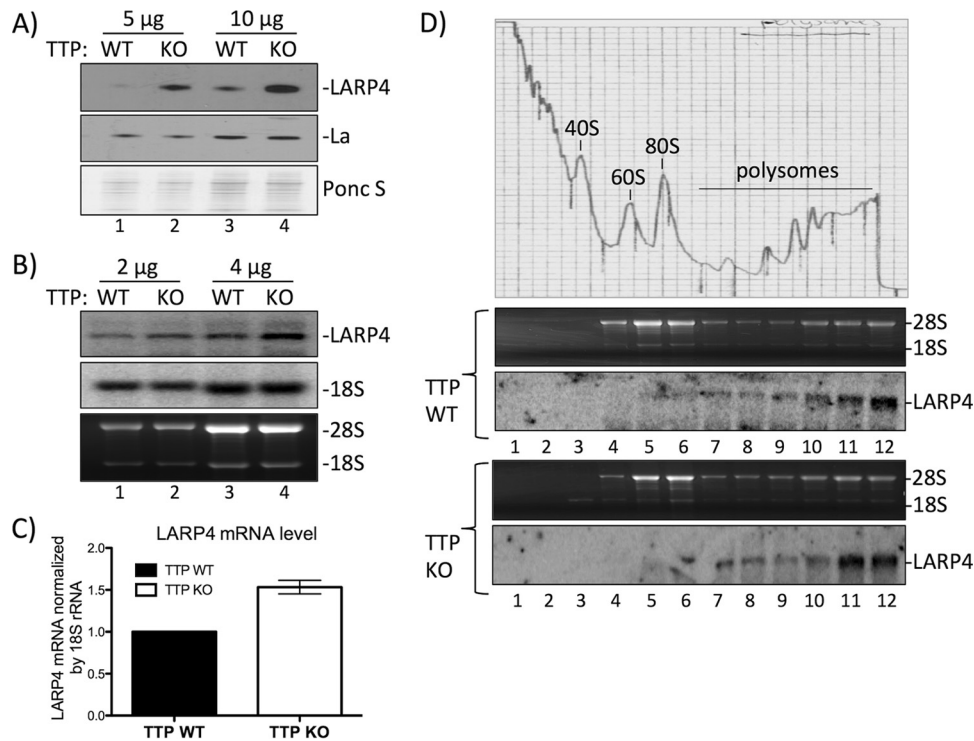 A)
5 µg 10 µg
TTP: WT KO WT KO
-LARP4
-La
Ponc S
1 2 3 4
B)
2 µg 4 µg
TTP: WT KO WT KO
-LARP4
-18S
-28S
-18S
1 2 3 4
C)
LARP4 mRNA level
LARP4 mRNA normalized
by 18S rRNA
2.0
1.5
1.0
0.5
0.0
TTP WT
TTP KO
TTP WT TTP KO
D)
polysomes
40S
60S
80S
polysomes
TTP
WT
-28S
-18S
-LARP4
1 2 3 4 5 6 7 8 9 10 11 12
TTP
KO
-28S
-18S
-LARP4
1 2 3 4 5 6 7 8 9 10 11 12